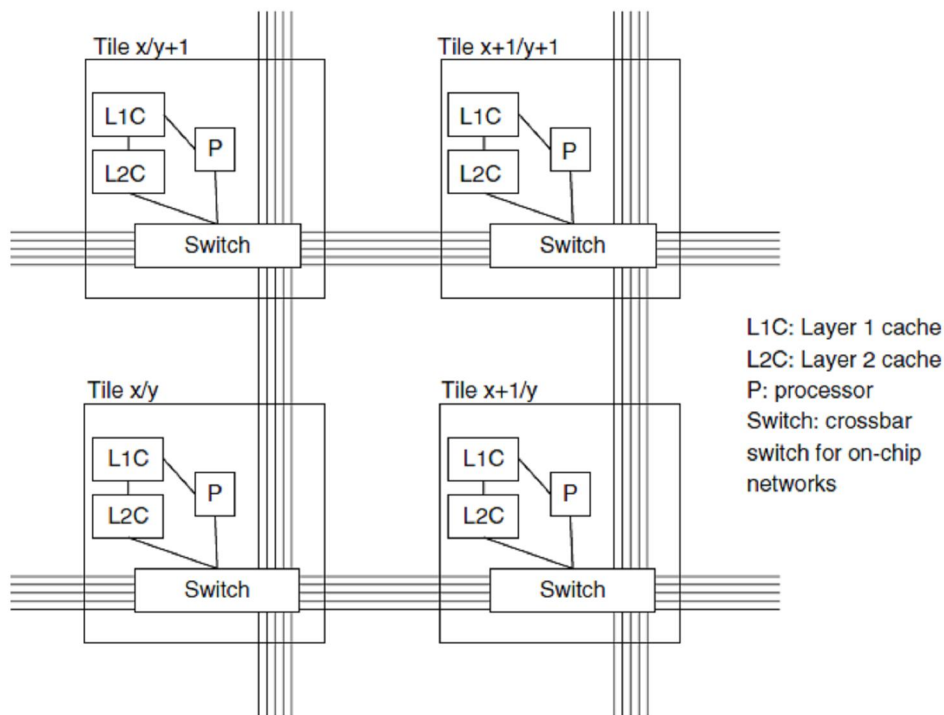 Tile x/y+1
Tile x+1/y+1
L1C
P
L2C
Switch
L1C
P
L2C
Switch
L1C: Layer 1 cache
L2C: Layer 2 cache
P: processor
Switch: crossbar
switch for on-chip
networks
Tile x/y
Tile x+1/y
L1C
P
L2C
Switch
L1C
P
L2C
Switch